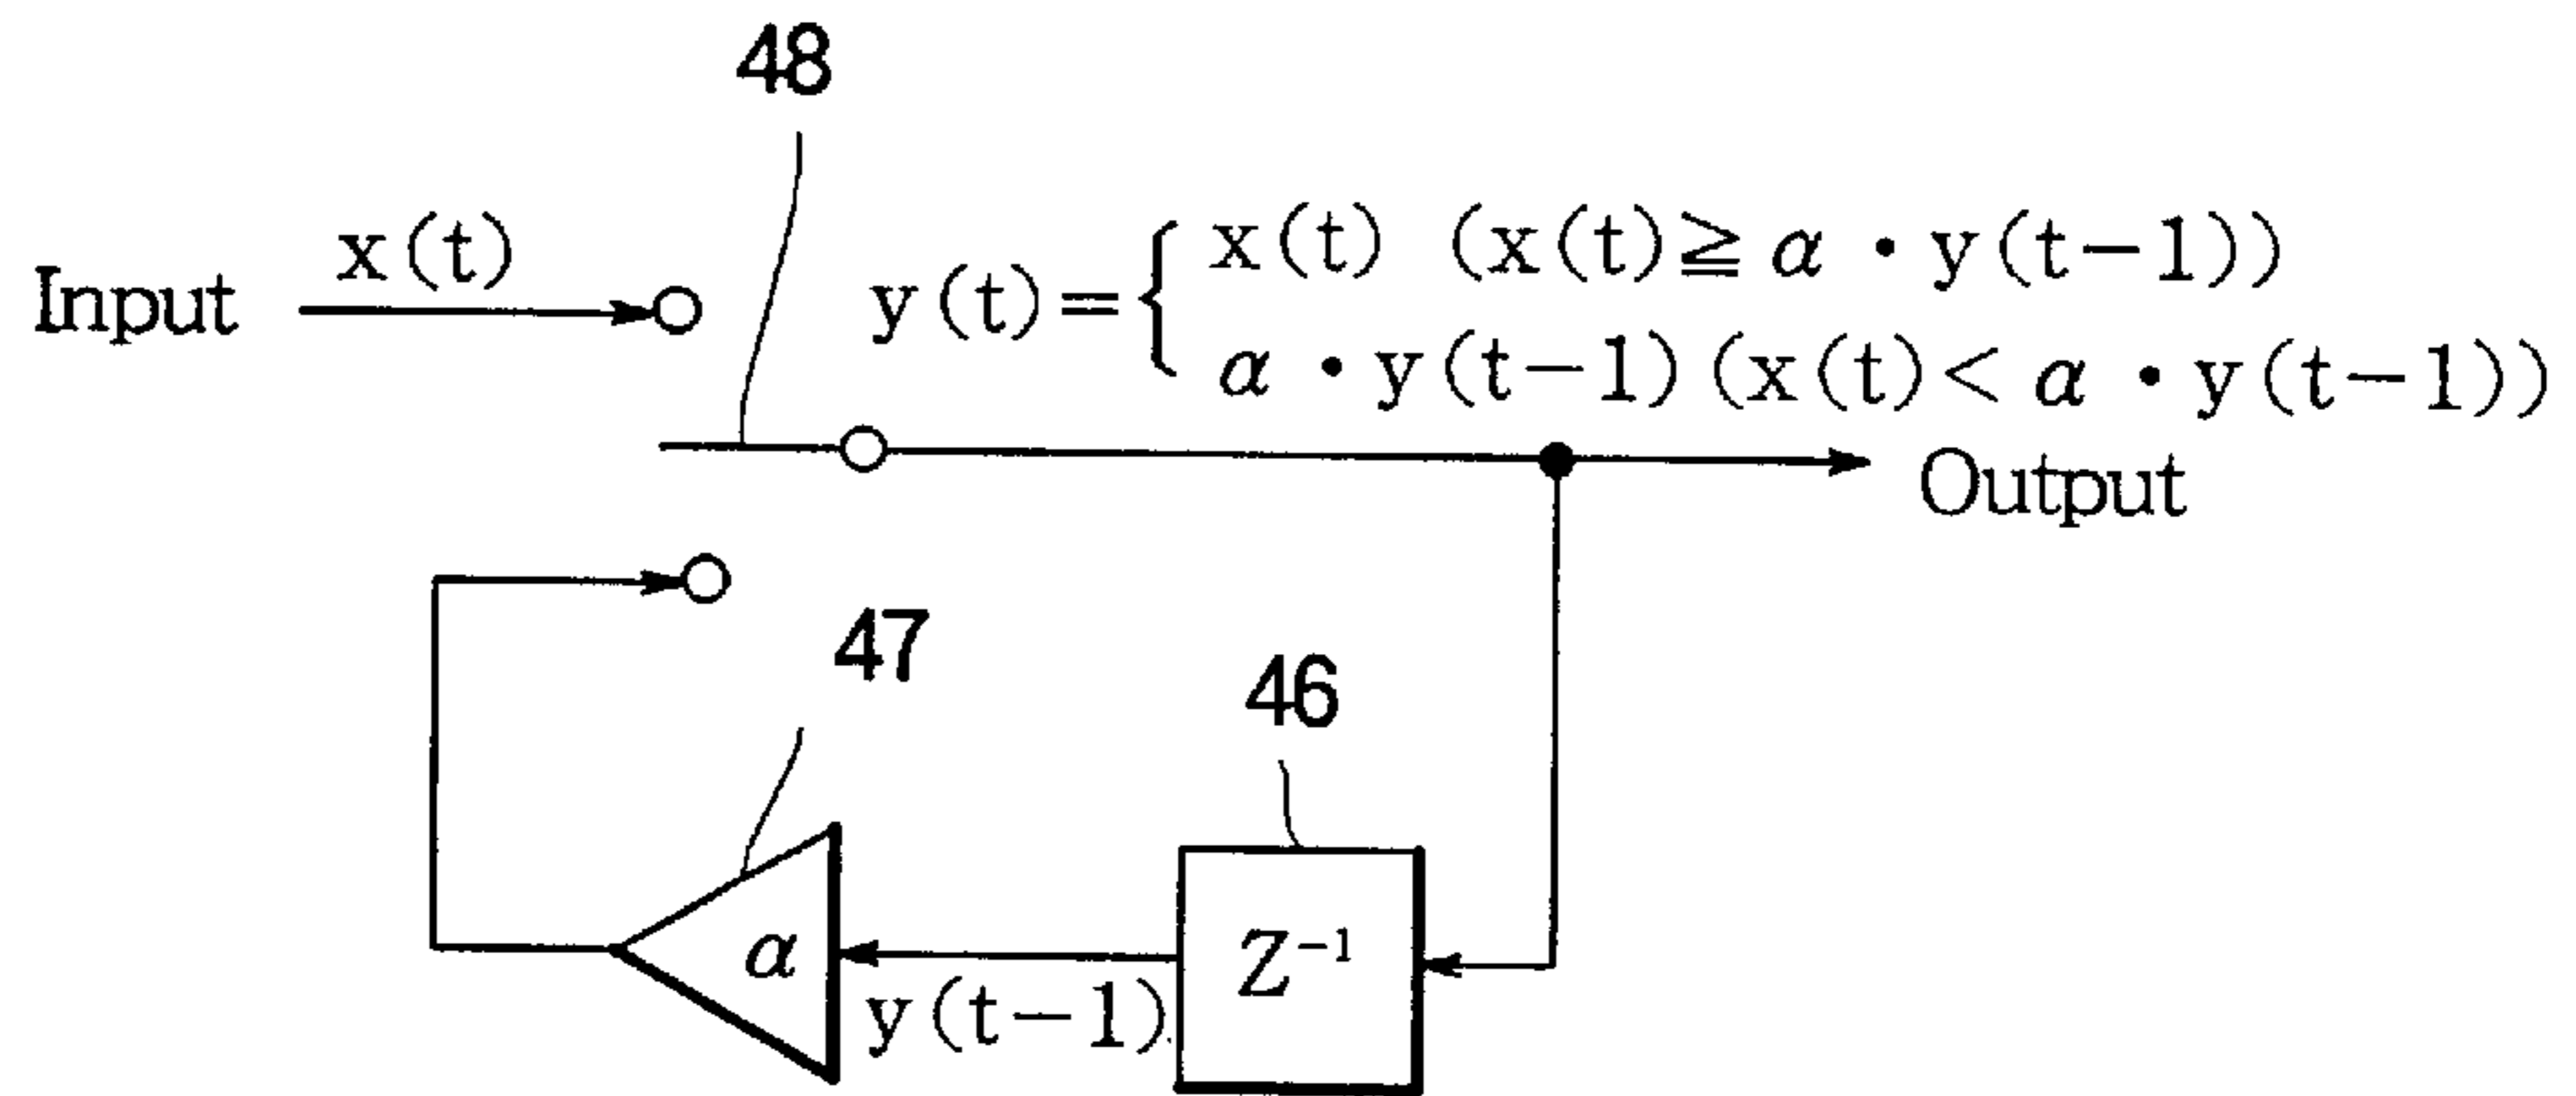 48
Input
x(t)
y(t)={ x(t) (x(t)≧α・y(t−1))
α・y(t−1)(x(t)<α・y(t−1))
Output
47
46
α
y(t−1)
Z⁻¹